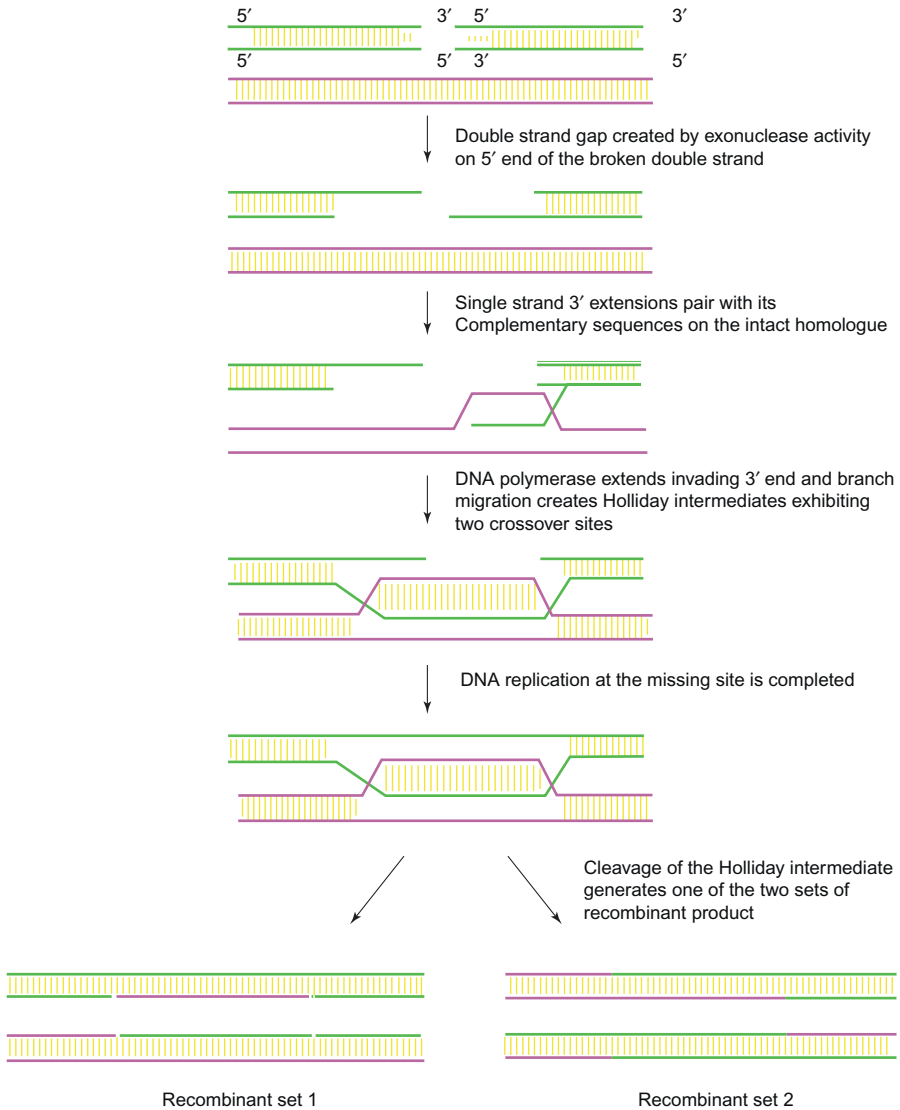 5′ 3′ 5′ 3′
5′ 5′ 3′ 5′
Double strand gap created by exonuclease activity
on 5′ end of the broken double strand
Single strand 3′ extensions pair with its
Complementary sequences on the intact homologue
DNA polymerase extends invading 3′ end and branch
migration creates Holliday intermediates exhibiting
two crossover sites
DNA replication at the missing site is completed
Cleavage of the Holliday intermediate
generates one of the two sets of
recombinant product
Recombinant set 1 Recombinant set 2